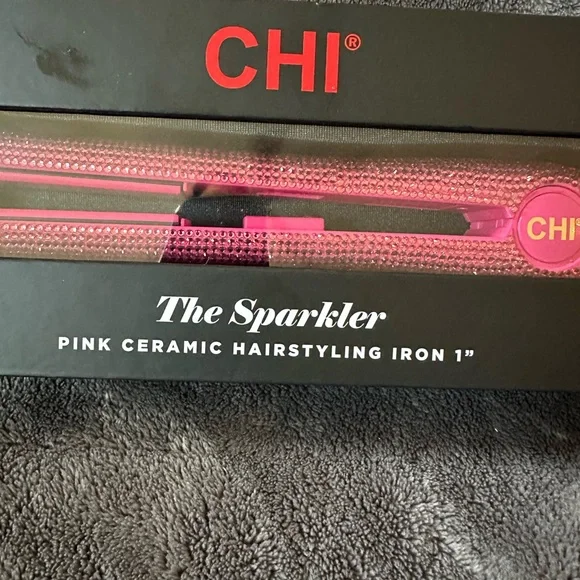 CHI®
CHI
The Sparkler
PINK CERAMIC HAIRSTYLING IRON 1”